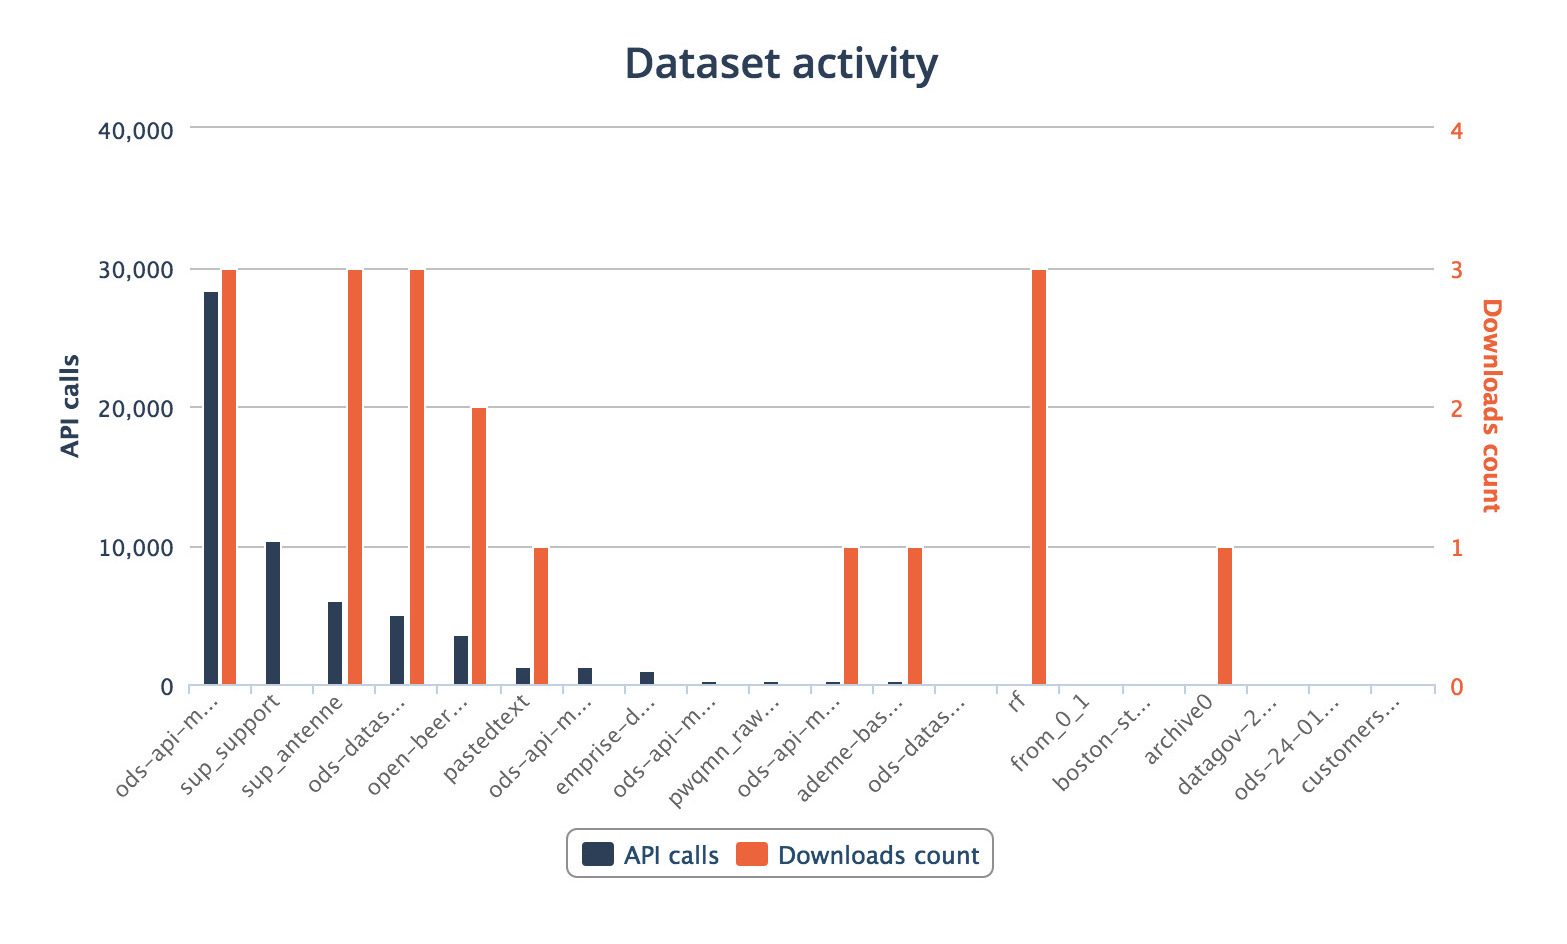 Dataset activity
40,000
30,000
20,000
10,000
0
API calls
4
3
2
1
0
Downloads count
ods-api-m...
sup_support
sup_antenne
ods-datas...
open-beer...
pastedtext
ods-api-m...
emprise-d...
ods-api-m...
pwqmn_raw...
ods-api-m...
ademe-bas...
ods-datas...
rf
from_0_1
boston-st...
archive0
datagov-2...
ods-24-01...
customers...
API calls
Downloads count